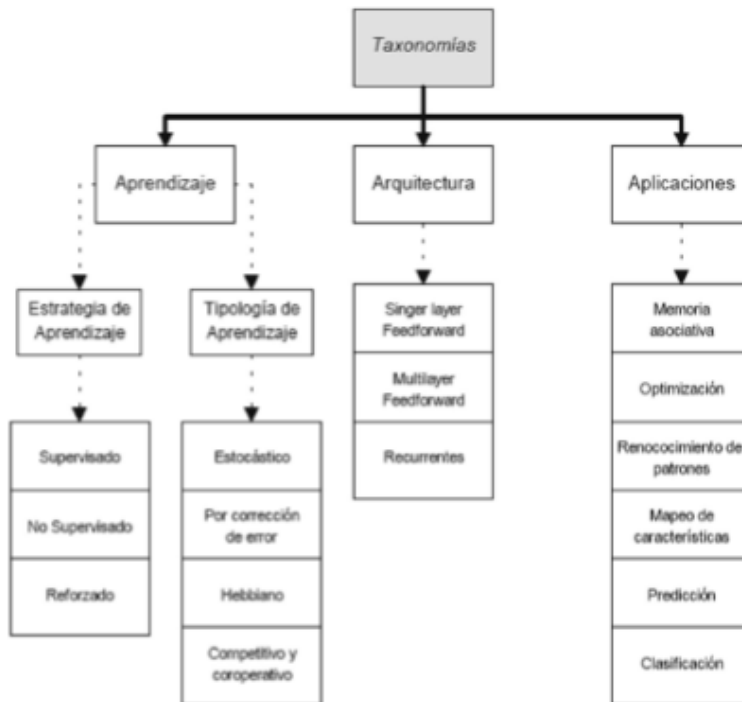 Taxonomías
Aprendizaje
Arquitectura
Aplicaciones
Estrategia de
Aprendizaje
Tipología de
Aprendizaje
Supervisado
No Supervisado
Reforzado
Estocástico
Por corrección
de error
Hebbiano
Competitivo y
coroperativo
Singer layer
Feedforward
Multilayer
Feedforward
Recurrentes
Memoria
asociativa
Optimización
Renococimiento de
patrones
Mapeo de
características
Predicción
Clasificación